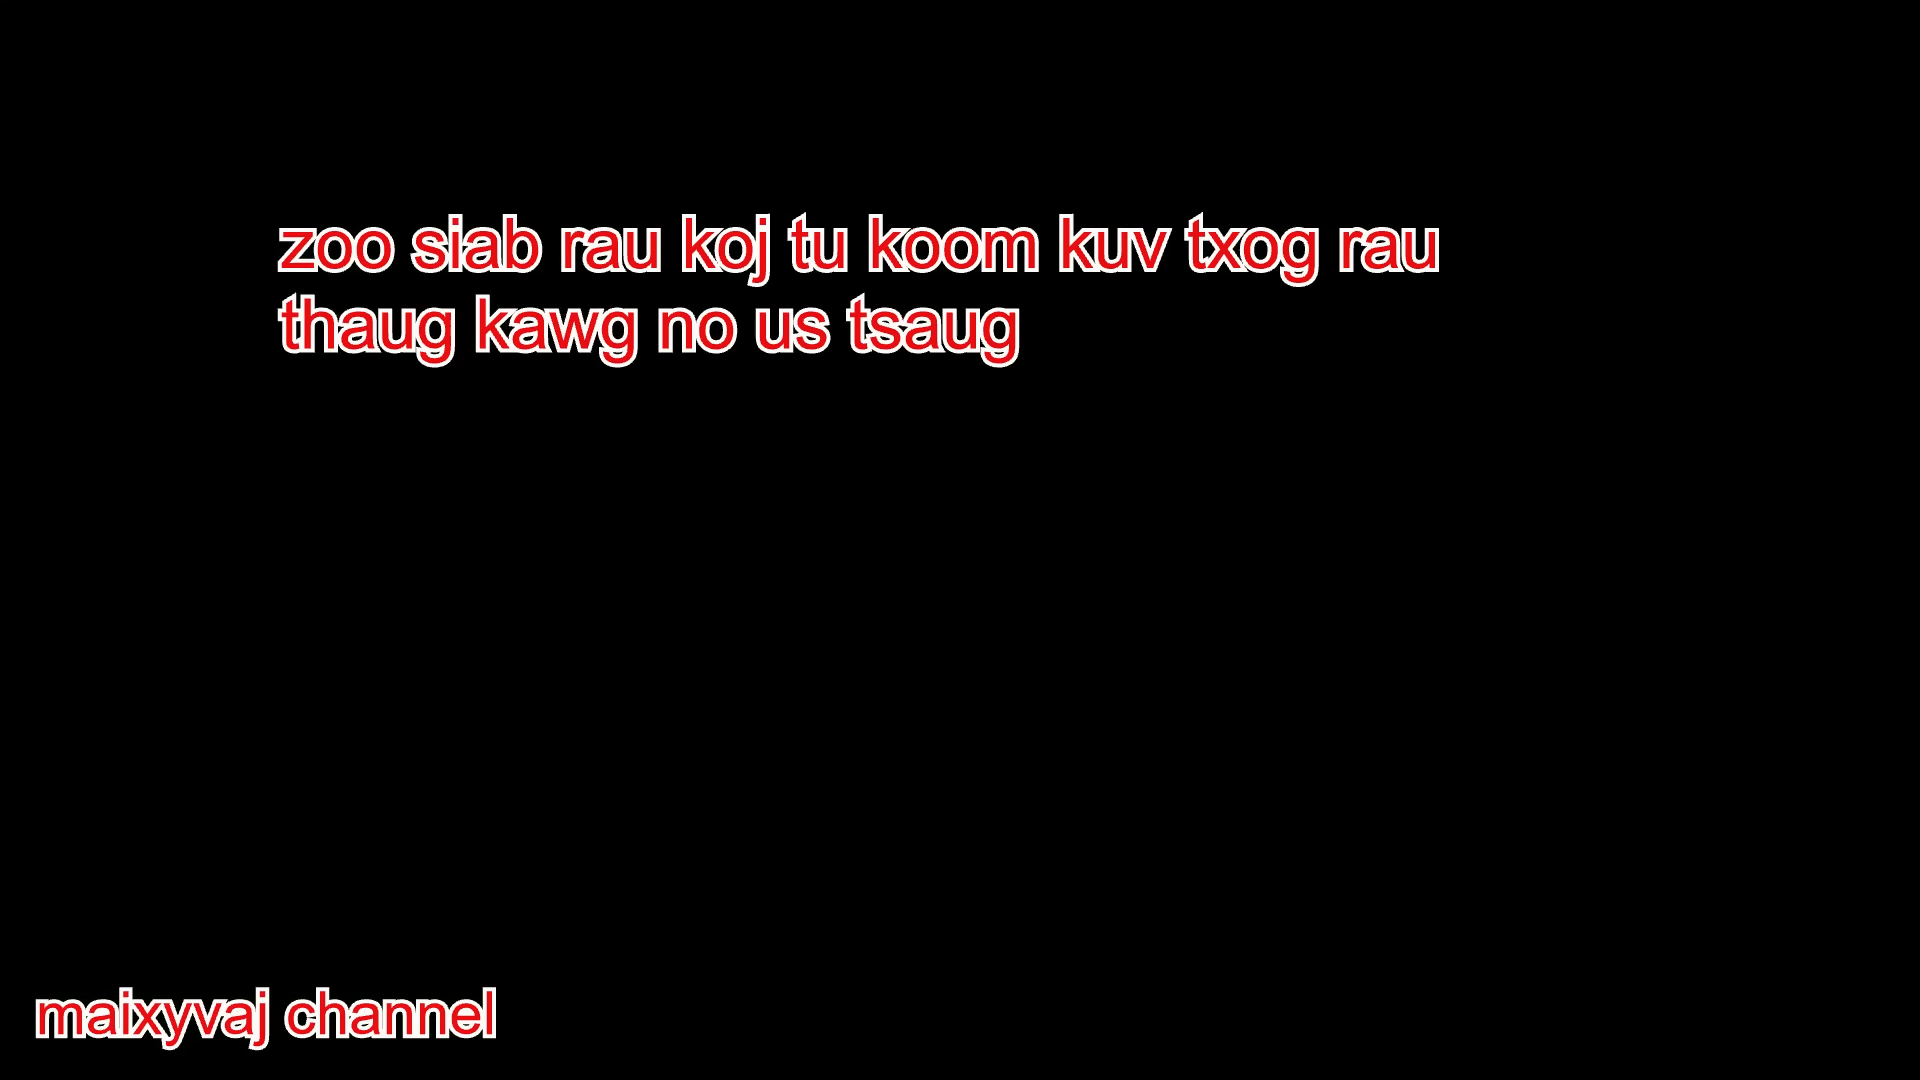 zoo siab rau koj tu koom kuv txog rau
thaug kawg no us tsaug
maixyvaj channel